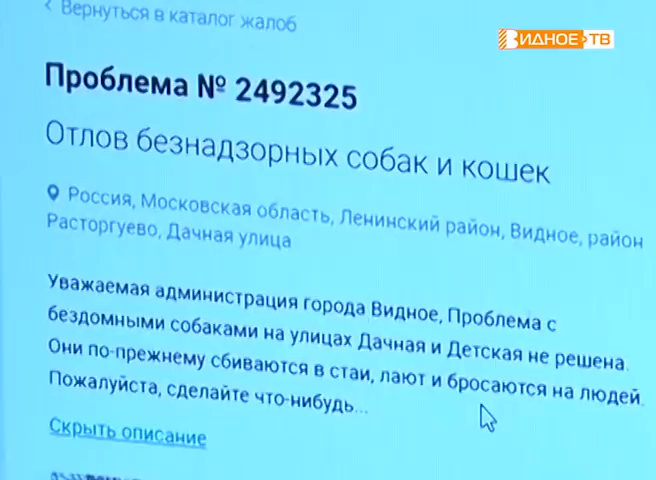 ‹ Вернуться в каталог жалоб
ВИДНОЕ ТВ
Проблема № 2492325
Отлов безнадзорных собак и кошек
Россия, Московская область, Ленинский район, Видное, район
Расторгуево, Дачная улица
Уважаемая администрация города Видное, Проблема с
бездомными собаками на улицах Дачная и Детская не решена.
Они по-прежнему сбиваются в стаи, лают и бросаются на людей.
Пожалуйста, сделайте что-нибудь...
Скрыть описание